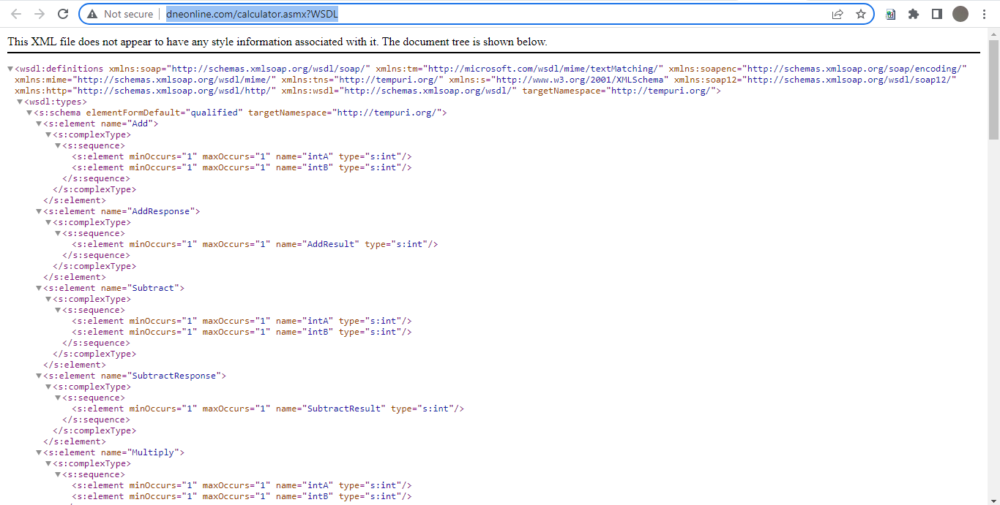 Not secure | dneonline.com/calculator.asmx?WSDL
This XML file does not appear to have any style information associated with it. The document tree is shown below.
▼<wsdl:definitions xmlns:soap="http://schemas.xmlsoap.org/wsdl/soap/" xmlns:tm="http://microsoft.com/wsdl/mime/textMatching/" xmlns:soapenc="http://schemas.xmlsoap.org/soap/encoding/"
xmlns:mime="http://schemas.xmlsoap.org/wsdl/mime/" xmlns:tns="http://tempuri.org/" xmlns:s="http://www.w3.org/2001/XMLSchema" xmlns:soap12="http://schemas.xmlsoap.org/wsdl/soap12/"
xmlns:http="http://schemas.xmlsoap.org/wsdl/http/" xmlns:wsdl="http://schemas.xmlsoap.org/wsdl/" targetNamespace="http://tempuri.org/">
▼<wsdl:types>
▼<s:schema elementFormDefault="qualified" targetNamespace="http://tempuri.org/">
▼<s:element name="Add">
▼<s:complexType>
▼<s:sequence>
<s:element minOccurs="1" maxOccurs="1" name="intA" type="s:int"/>
<s:element minOccurs="1" maxOccurs="1" name="intB" type="s:int"/>
</s:sequence>
</s:complexType>
</s:element>
▼<s:element name="AddResponse">
▼<s:complexType>
▼<s:sequence>
<s:element minOccurs="1" maxOccurs="1" name="AddResult" type="s:int"/>
</s:sequence>
</s:complexType>
</s:element>
▼<s:element name="Subtract">
▼<s:complexType>
▼<s:sequence>
<s:element minOccurs="1" maxOccurs="1" name="intA" type="s:int"/>
<s:element minOccurs="1" maxOccurs="1" name="intB" type="s:int"/>
</s:sequence>
</s:complexType>
</s:element>
▼<s:element name="SubtractResponse">
▼<s:complexType>
▼<s:sequence>
<s:element minOccurs="1" maxOccurs="1" name="SubtractResult" type="s:int"/>
</s:sequence>
</s:complexType>
</s:element>
▼<s:element name="Multiply">
▼<s:complexType>
▼<s:sequence>
<s:element minOccurs="1" maxOccurs="1" name="intA" type="s:int"/>
<s:element minOccurs="1" maxOccurs="1" name="intB" type="s:int"/>